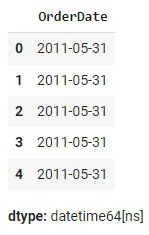 OrderDate
0 2011-05-31
1 2011-05-31
2 2011-05-31
3 2011-05-31
4 2011-05-31
dtype: datetime64[ns]